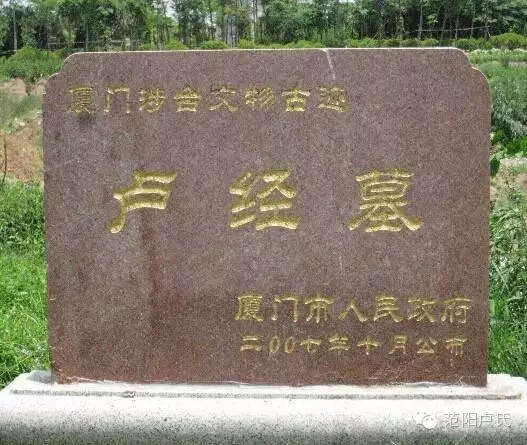 厦门涉台文物古迹
卢经墓
厦门市人民政府
二00七年十月公布
范阳卢氏